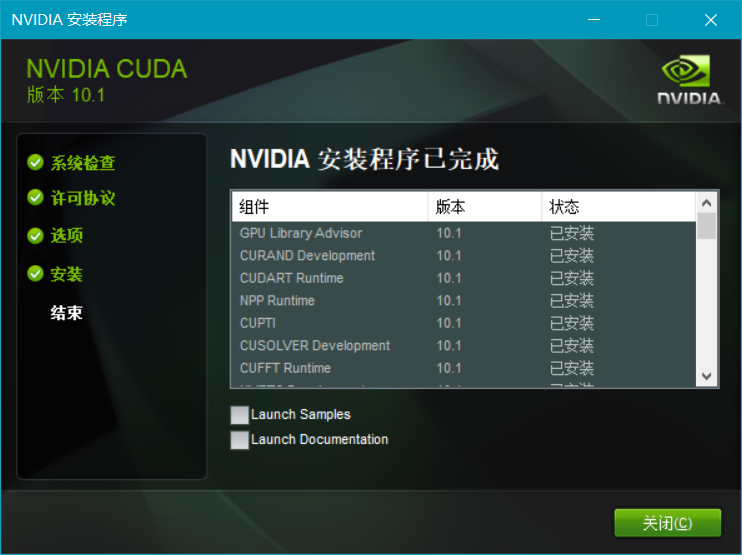 NVIDIA 安装程序
NVIDIA CUDA
版本 10.1
NVIDIA
系统检查
许可协议
选项
安装
结束
NVIDIA 安装程序已完成
组件 版本 状态
GPU Library Advisor 10.1 已安装
CURAND Development 10.1 已安装
CUDART Runtime 10.1 已安装
NPP Runtime 10.1 已安装
CUPTI 10.1 已安装
CUSOLVER Development 10.1 已安装
CUFFT Runtime 10.1 已安装
Launch Samples
Launch Documentation
关闭(C)